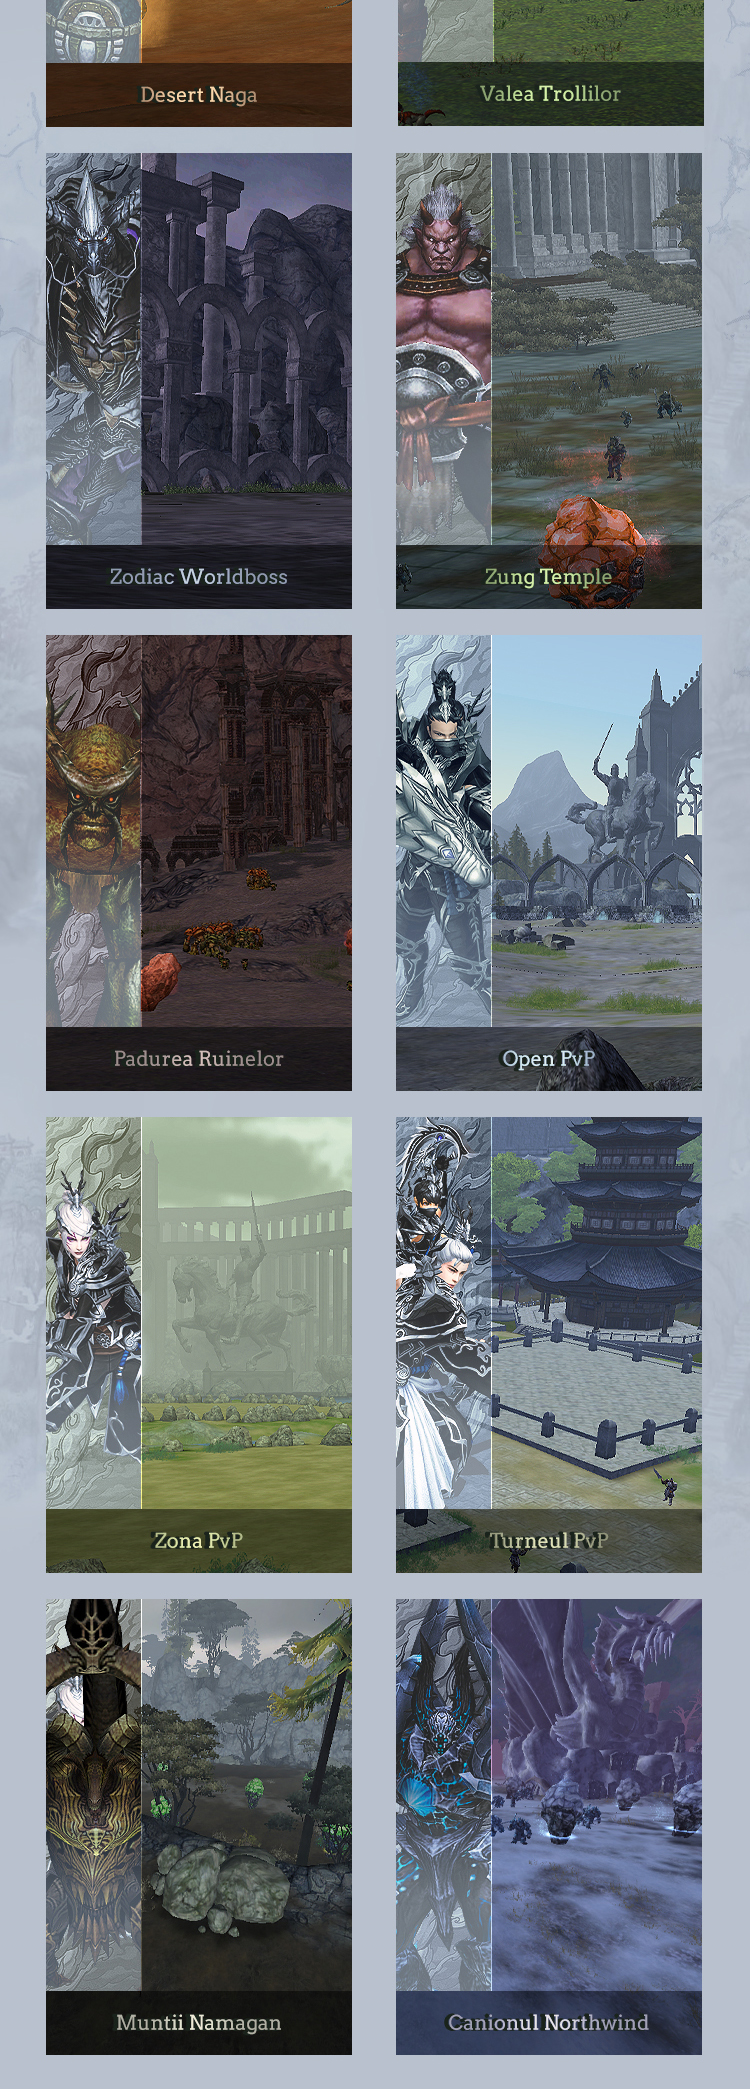 Desert Naga
Valea Trollilor
Zodiac Worldboss
Zung Temple
Padurea Ruinelor
Open PvP
Zona PvP
Turneul PvP
Muntii Namagan
Canionul Northwind